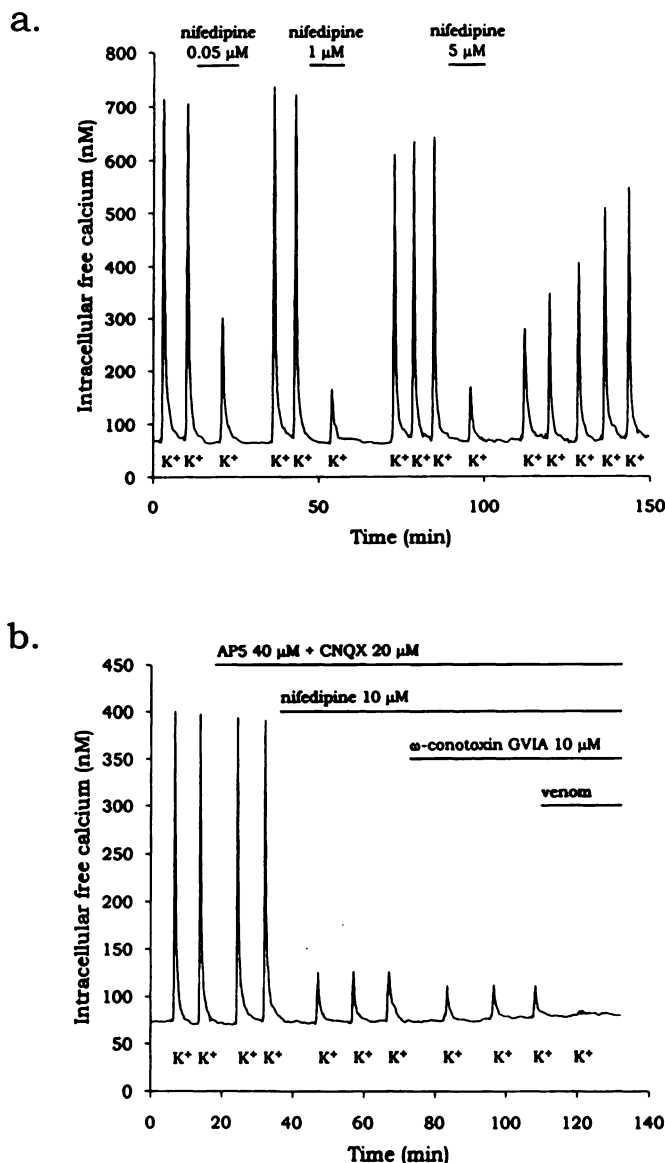 a.
nifedipine nifedipine nifedipine
0.05 μM 1 μM 5 μM
800
700
600
500
400
300
200
100
0
Intracellular free calcium (nM)
K+ K+ K+ K+ K+ K+ K+ K+ K+ K+ K+ K+ K+ K+ K+
0 50 100 150
Time (min)
b.
AP5 40 μM + CNQX 20 μM
nifedipine 10 μM
ω-conotoxin GVIA 10 μM
venom
450
400
350
300
250
200
150
100
50
0
Intracellular free calcium (nM)
K+ K+ K+ K+ K+ K+ K+ K+ K+ K+ K+
0 20 40 60 80 100 120 140
Time (min)